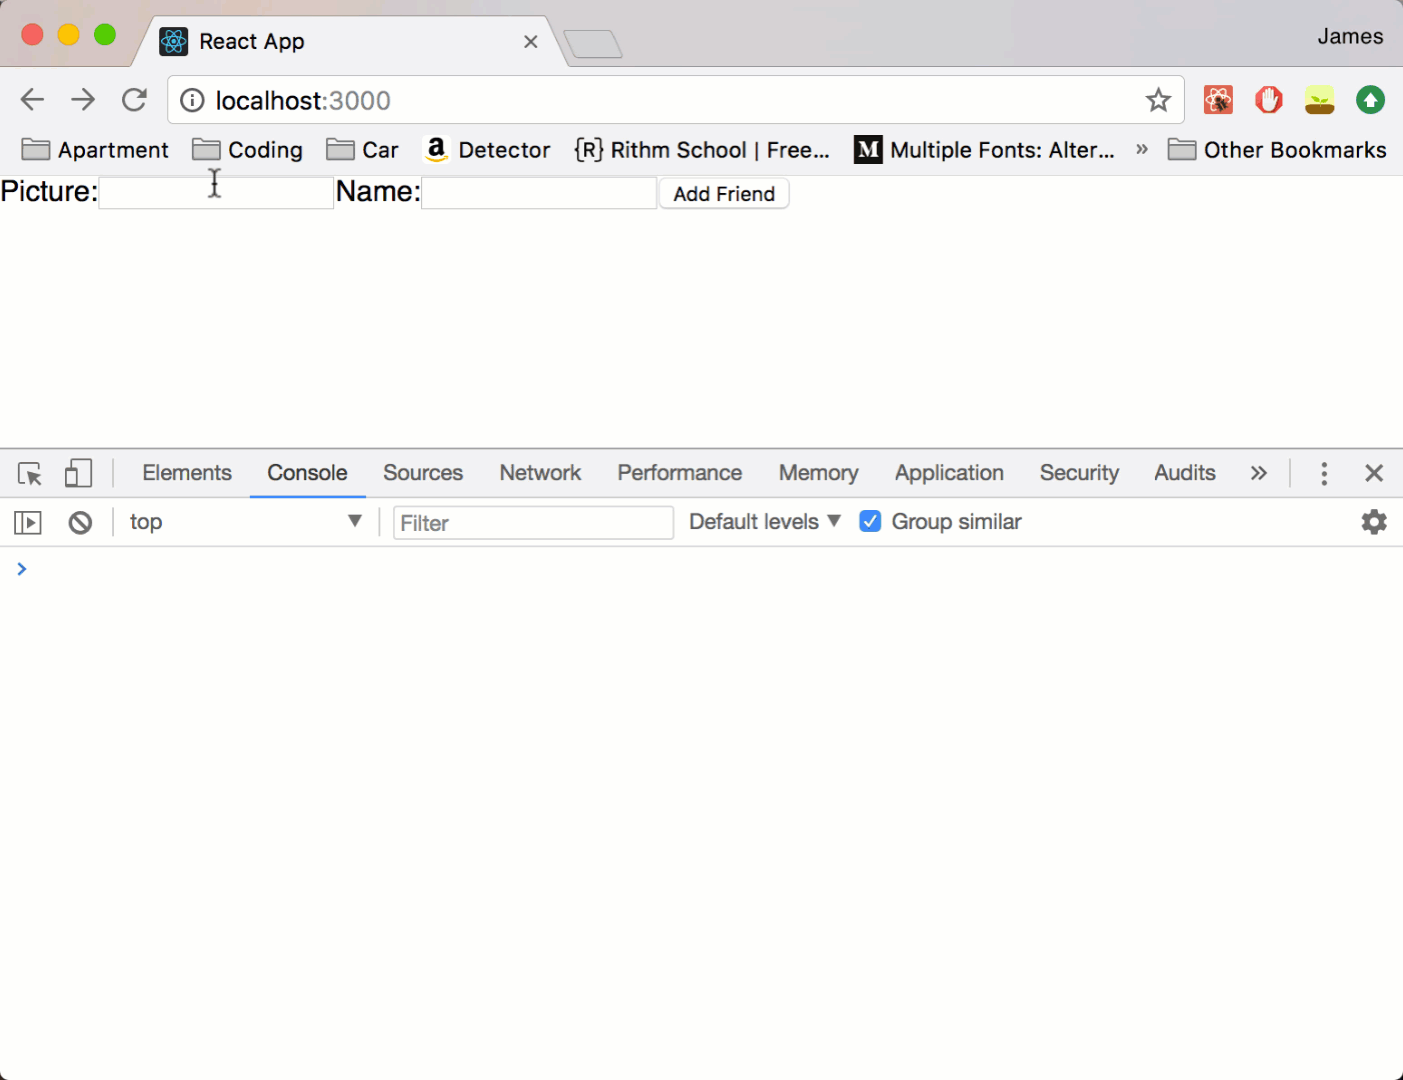 React App
James
localhost:3000
Apartment Coding Car a Detector {R} Rithm School | Free... M Multiple Fonts: Alter... » Other Bookmarks
Picture: Name: Add Friend
Elements Console Sources Network Performance Memory Application Security Audits »
top Filter Default levels Group similar